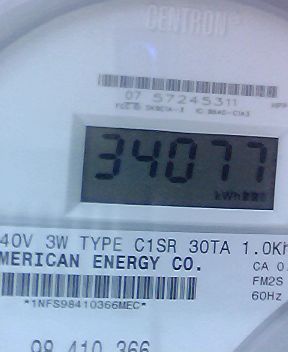 CENTRON®
07 57245311
34077
kWh
40V 3W TYPE C1SR 30TA 1.0Kh
MERICAN ENERGY CO.
CA 0.
FM2S
60Hz
*1NFS98410366MEC*
98 410 366